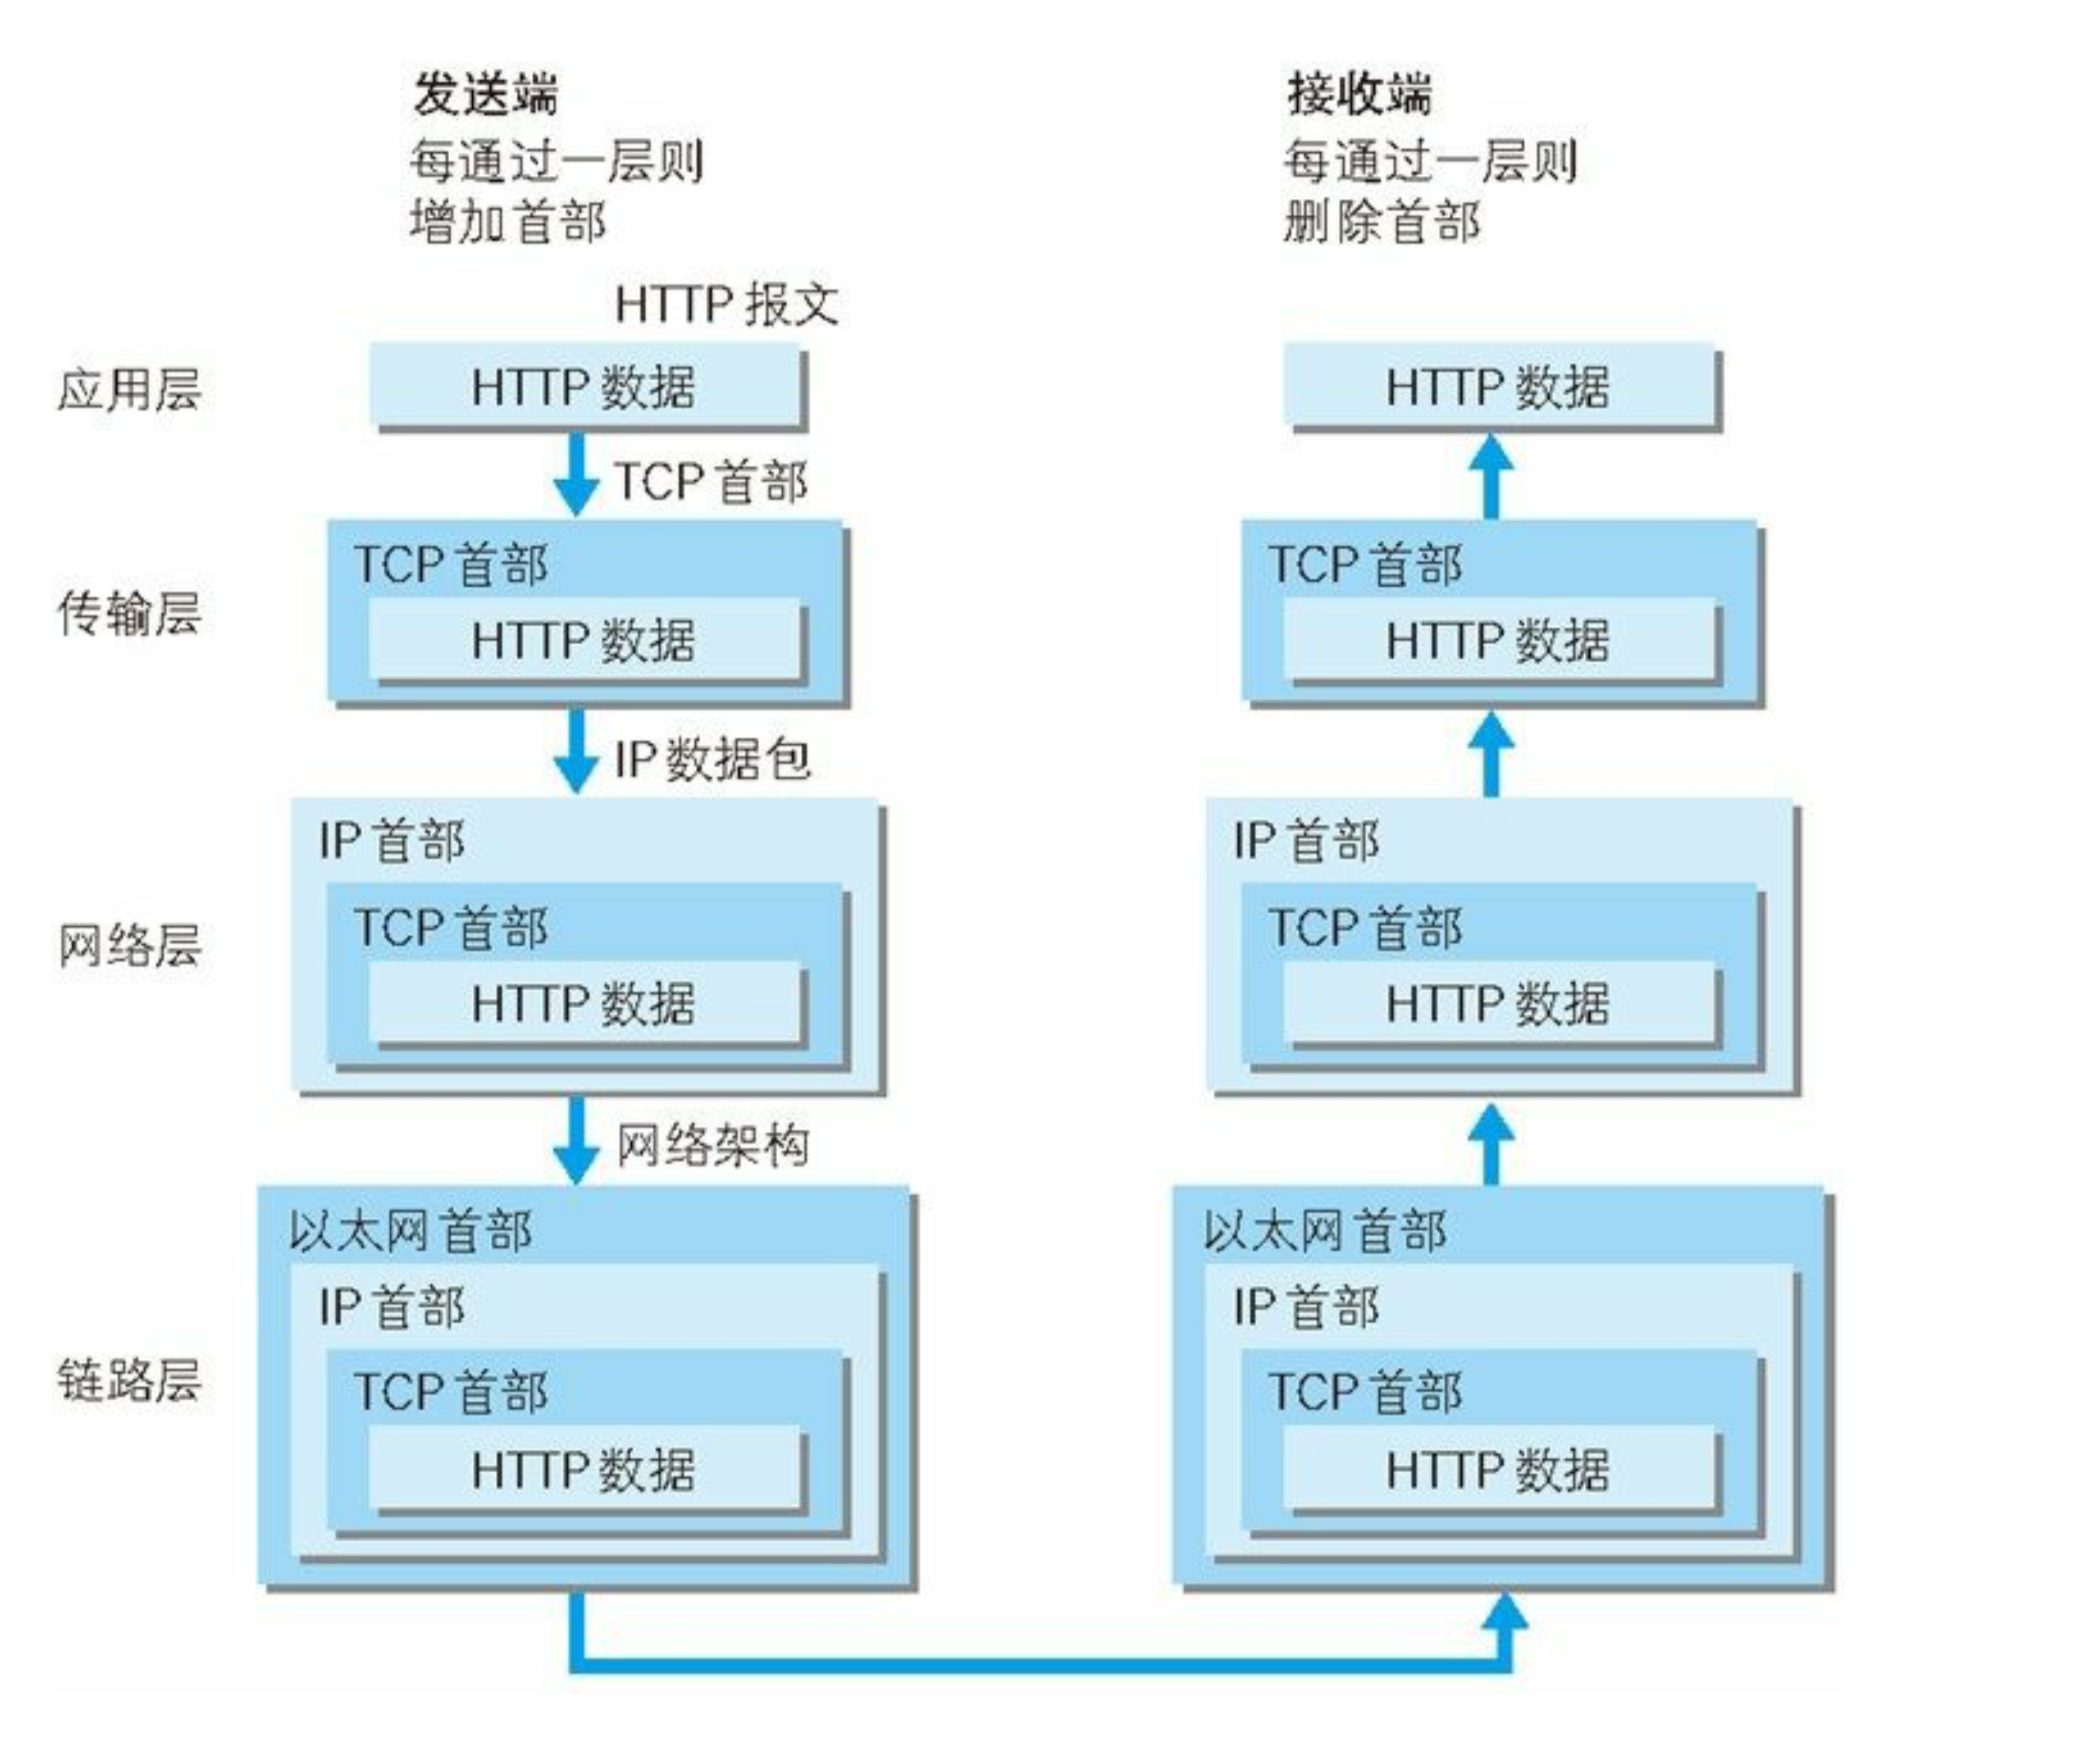 发送端
每通过一层则
增加首部
接收端
每通过一层则
删除首部
HTTP 报文
应用层
HTTP 数据
HTTP 数据
TCP 首部
传输层
TCP 首部
HTTP 数据
TCP 首部
HTTP 数据
IP 数据包
网络层
IP 首部
TCP 首部
HTTP 数据
IP 首部
TCP 首部
HTTP 数据
网络架构
链路层
以太网首部
IP 首部
TCP 首部
HTTP 数据
以太网首部
IP 首部
TCP 首部
HTTP 数据